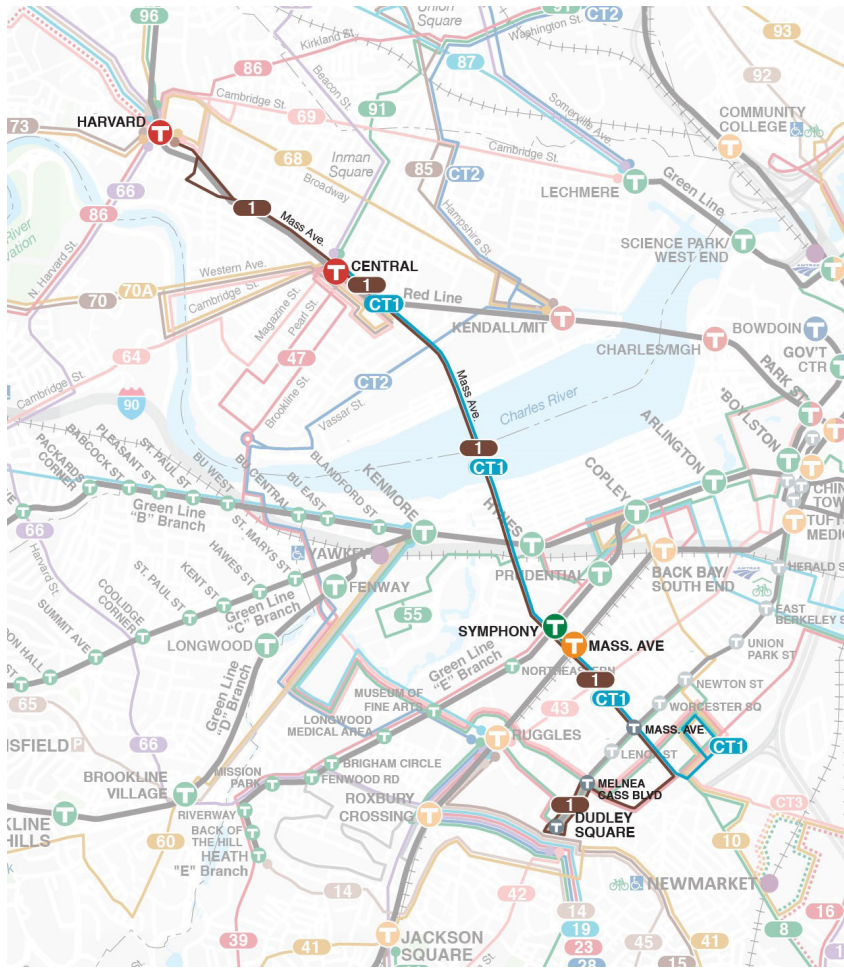 96
Union
Square
91
Washington St.
CT2
93
Kirkland St.
87
86
Beacon St.
92
COMMUNITY
COLLEGE
HARVARD
T
73
Cambridge St.
69
91
Somerville Ave
Inman
Square
68
Broadway
85
CT2
Cambridge St.
LECHMERE
T
Green Line
66
86
1
Mass Ave.
Hampshire St.
SCIENCE PARK/
WEST END
N. Harvard St.
Western Ave.
T
CENTRAL
70A
70
Cambridge St.
1
CT1
Red Line
KENDALL/MIT
T
BOWDOIN
T
GOV'T
CTR
Magazine St.
Pearl St.
64
47
CHARLES/MGH
T
PARK ST
Cambridge St.
90
Brookline St.
CT2
Vassar St.
Mass Ave.
Charles River
*BOYLSTON
ARLINGTON
1
CT1
COPLEY
PACKARDS
CORNER
BABCOCK ST
PLEASANT ST
ST. PAUL ST
BU WEST
BU CENTRAL
BU EAST
BLANDFORD ST
KENMORE
HYNES
Green Line
"B" Branch
66
Harvard St.
ST. MARYS ST
HAWES ST
KENT ST
ST. PAUL ST
COOLIDGE
CORNER
SUMMIT AVE
YAWKEY
FENWAY
Green Line
"C" Branch
55
PRUDENTIAL
BACK BAY/
SOUTH END
HERALD S
EAST
BERKELEY S
LONGWOOD
SYMPHONY
T
MASS. AVE
UNION
PARK ST
Green Line
"D" Branch
Green Line
"E" Branch
NORTHEASTERN
1
CT1
NEWTON ST
WORCESTER SQ
65
66
MUSEUM OF
FINE ARTS
LONGWOOD
MEDICAL AREA
RUGGLES
43
MASS. AVE
CT1
BROOKLINE
VILLAGE
MISSION
PARK
BRIGHAM CIRCLE
FENWOOD RD
MELNEA
CASS BLVD
1
DUDLEY
SQUARE
CT3
RIVERWAY
BACK OF
THE HILL
HEATH
"E" Branch
ROXBURY
CROSSING
60
10
14
42
NEWMARKET
39
41
JACKSON
SQUARE
14
19
23
28
45
41
15
8
16